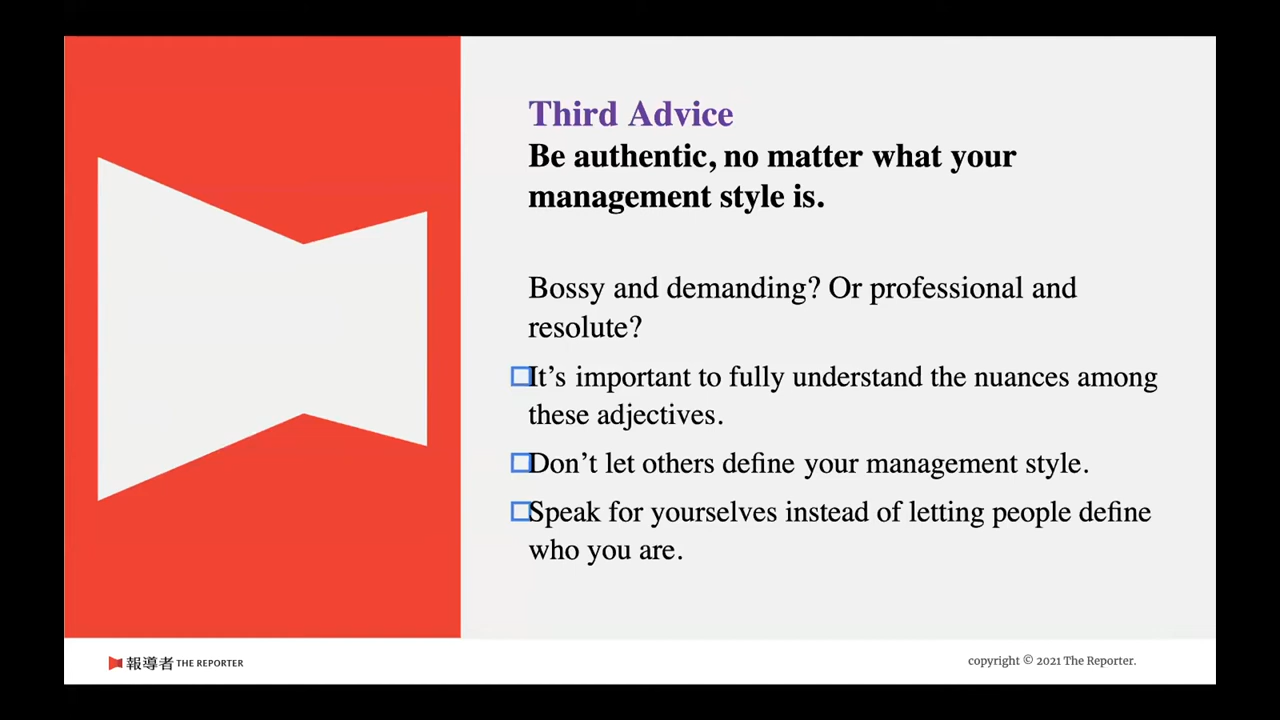 Third Advice
Be authentic, no matter what your
management style is.
Bossy and demanding? Or professional and
resolute?
It’s important to fully understand the nuances among
these adjectives.
Don’t let others define your management style.
Speak for yourselves instead of letting people define
who you are.
報導者 THE REPORTER
copyright © 2021 The Reporter.